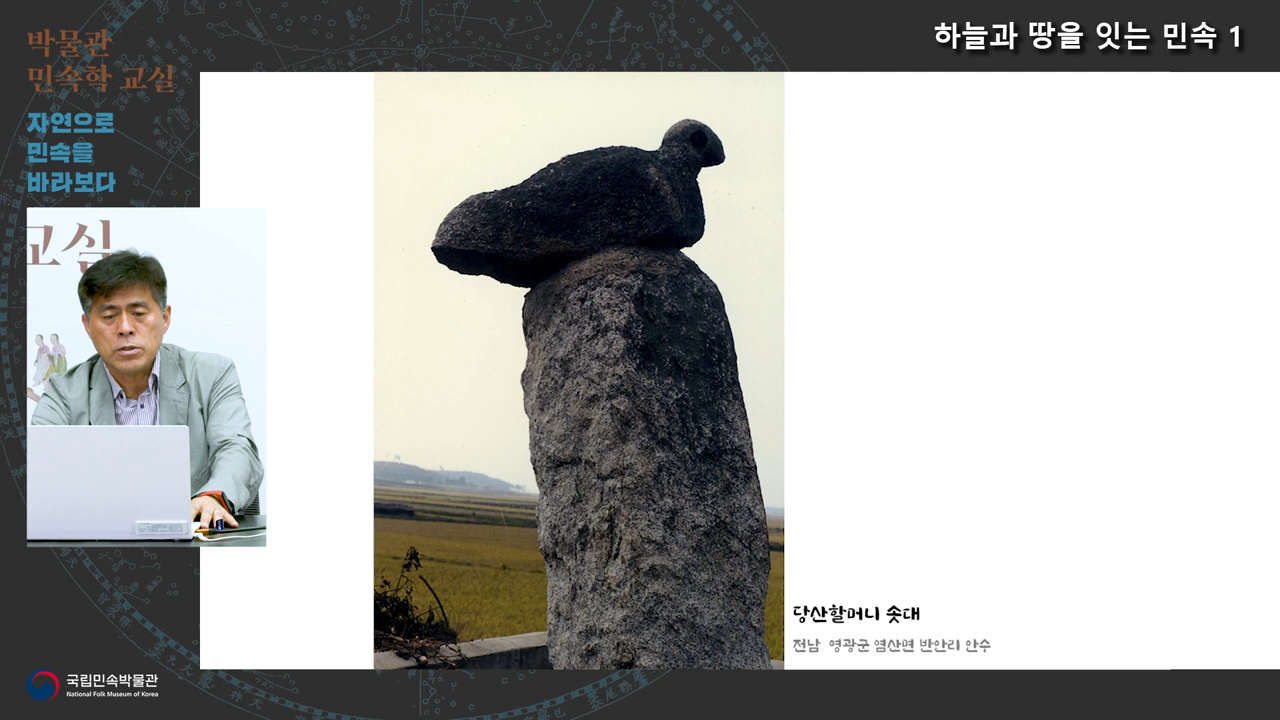 하늘과 땅을 잇는 민속 1
박물관
민속학 교실
자연으로
민속을
바라보다
교실
당산할머니 솟대
전남 영광군 염산면 반안리 안수
국립민속박물관
National Folk Museum of Korea